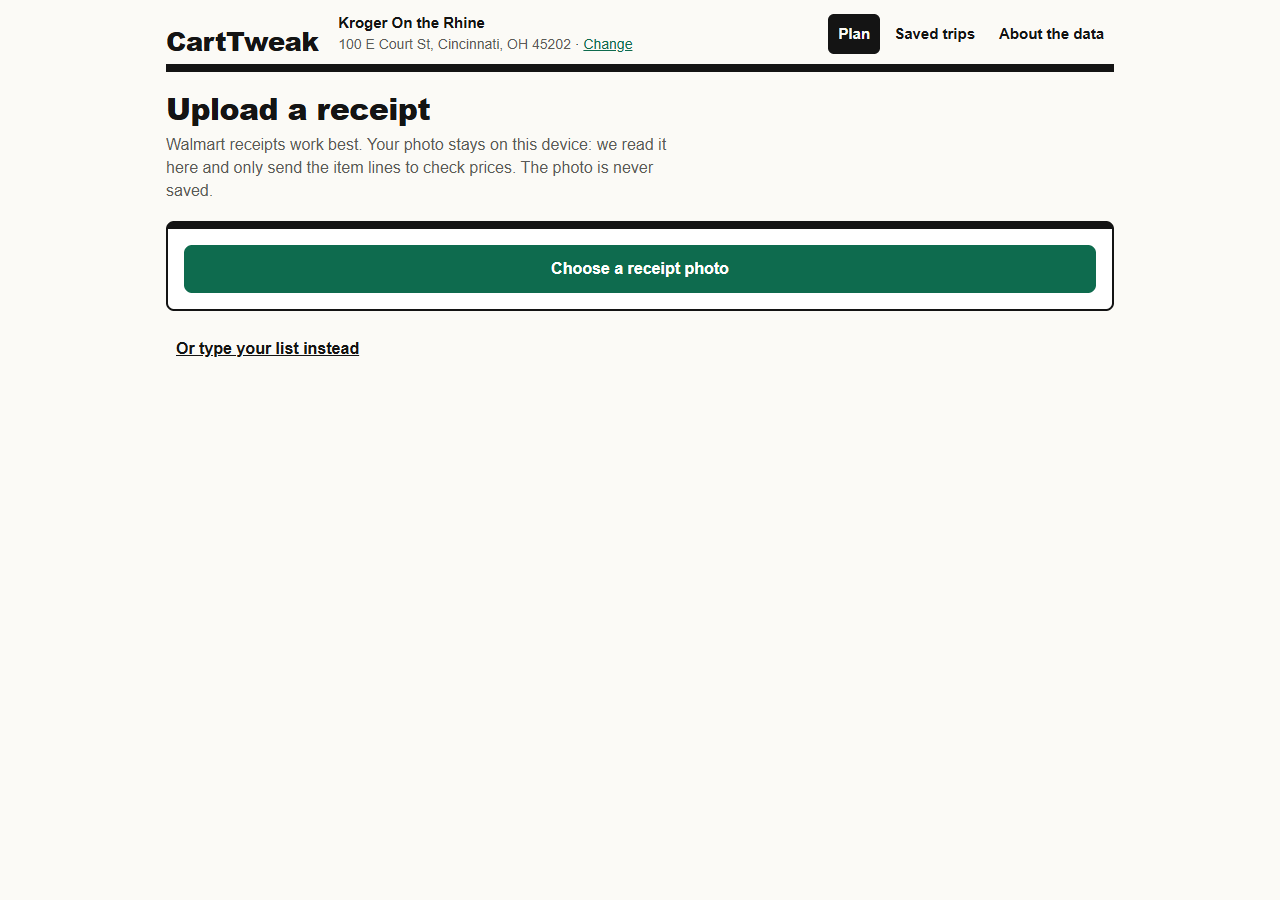 CartTweak
Kroger On the Rhine
100 E Court St, Cincinnati, OH 45202 · Change
Plan
Saved trips
About the data
Upload a receipt
Walmart receipts work best. Your photo stays on this device: we read it
here and only send the item lines to check prices. The photo is never
saved.
Choose a receipt photo
Or type your list instead